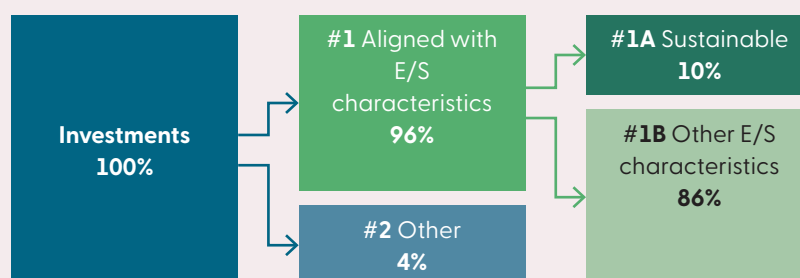 Investments
100%
#1 Aligned with
E/S
characteristics
96%
#2 Other
4%
#1A Sustainable
10%
#1B Other E/S
characteristics
86%